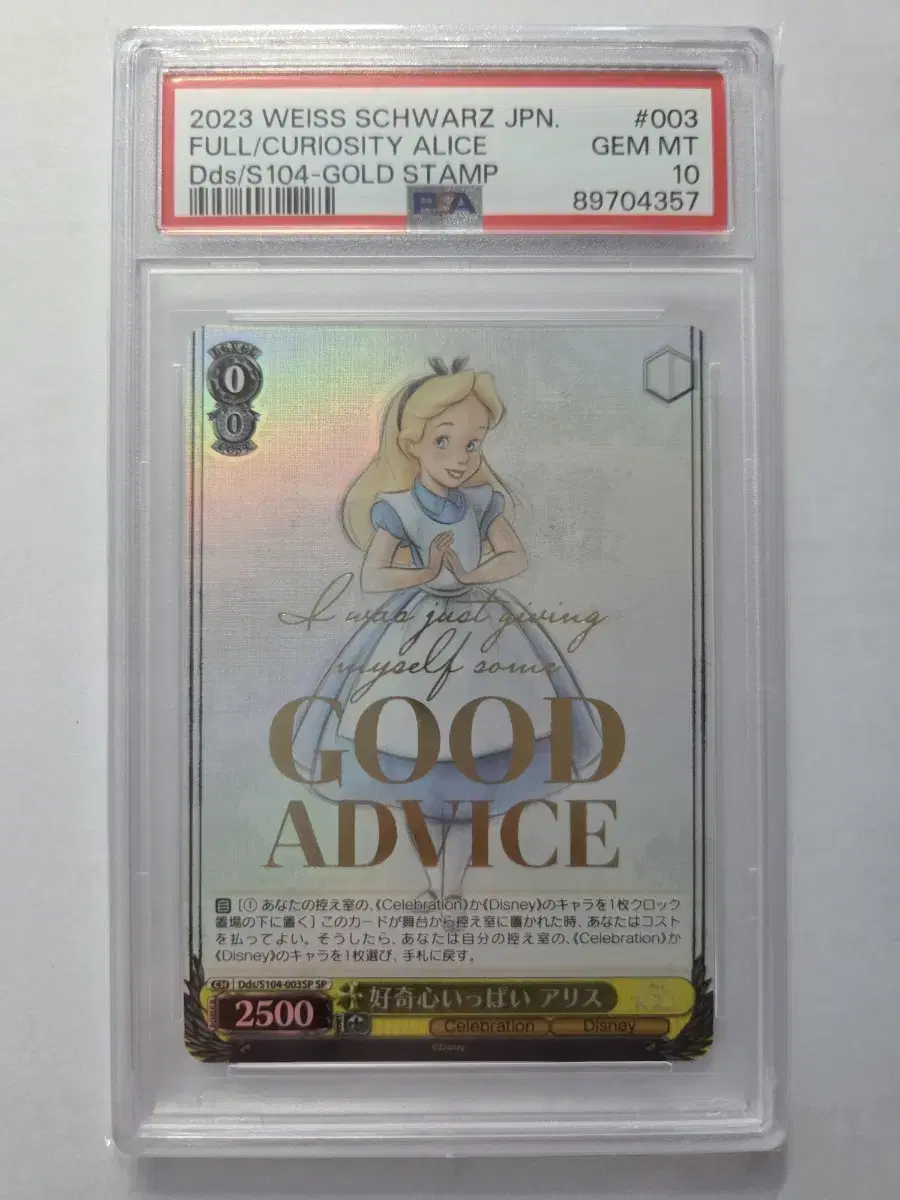 2023 WEISS SCHWARZ JPN. #003
FULL/CURIOSITY ALICE GEM MT
Dds/S104-GOLD STAMP 10
PSA 89704357
LEVEL
0
0
COST
I was just giving
myself some
GOOD
ADVICE
[① あなたの控え室の、《Celebration》か《Disney》のキャラを1枚クロック
置場の下に置く] このカードが舞台から控え室に置かれた時、あなたはコスト
を払ってよい。そうしたら、あなたは自分の控え室の、《Celebration》か
《Disney》のキャラを1枚選び、手札に戻す。
CH Dds/S104-003SP SP
2500 好奇心いっぱい アリス
Celebration Disney
©Disney